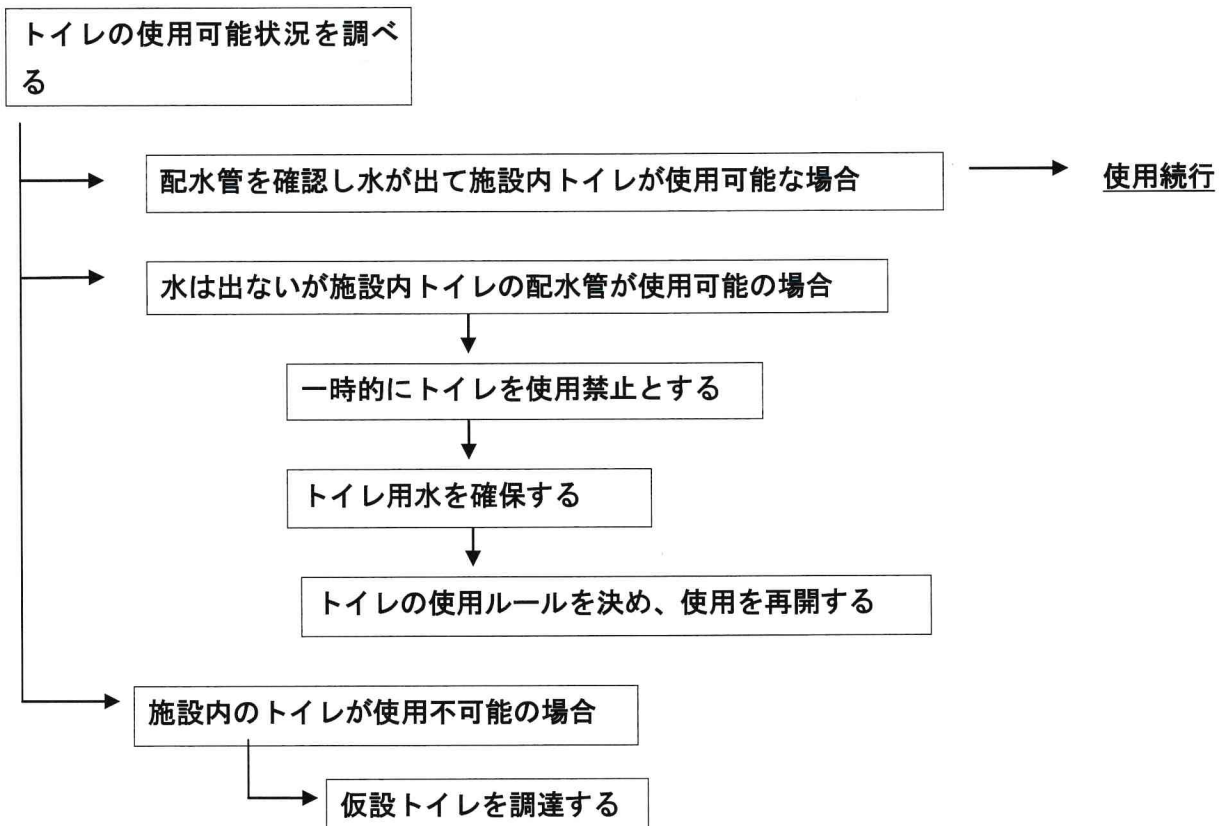 トイレの使用可能状況を調べ
る
配水管を確認し水が出て施設内トイレが使用可能な場合
使用続行
水は出ないが施設内トイレの配水管が使用可能の場合
一時的にトイレを使用禁止とする
トイレ用水を確保する
トイレの使用ルールを決め、使用を再開する
施設内のトイレが使用不可能の場合
仮設トイレを調達する